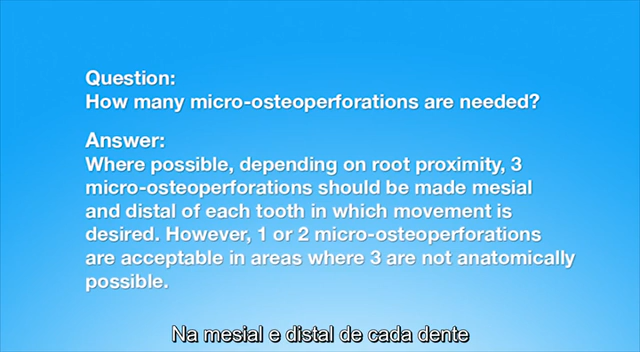 Question:
How many micro-osteoperforations are needed?
Answer:
Where possible, depending on root proximity, 3
micro-osteoperforations should be made mesial
and distal of each tooth in which movement is
desired. However, 1 or 2 micro-osteoperforations
are acceptable in areas where 3 are not anatomically
possible.
Na mesial e distal de cada dente